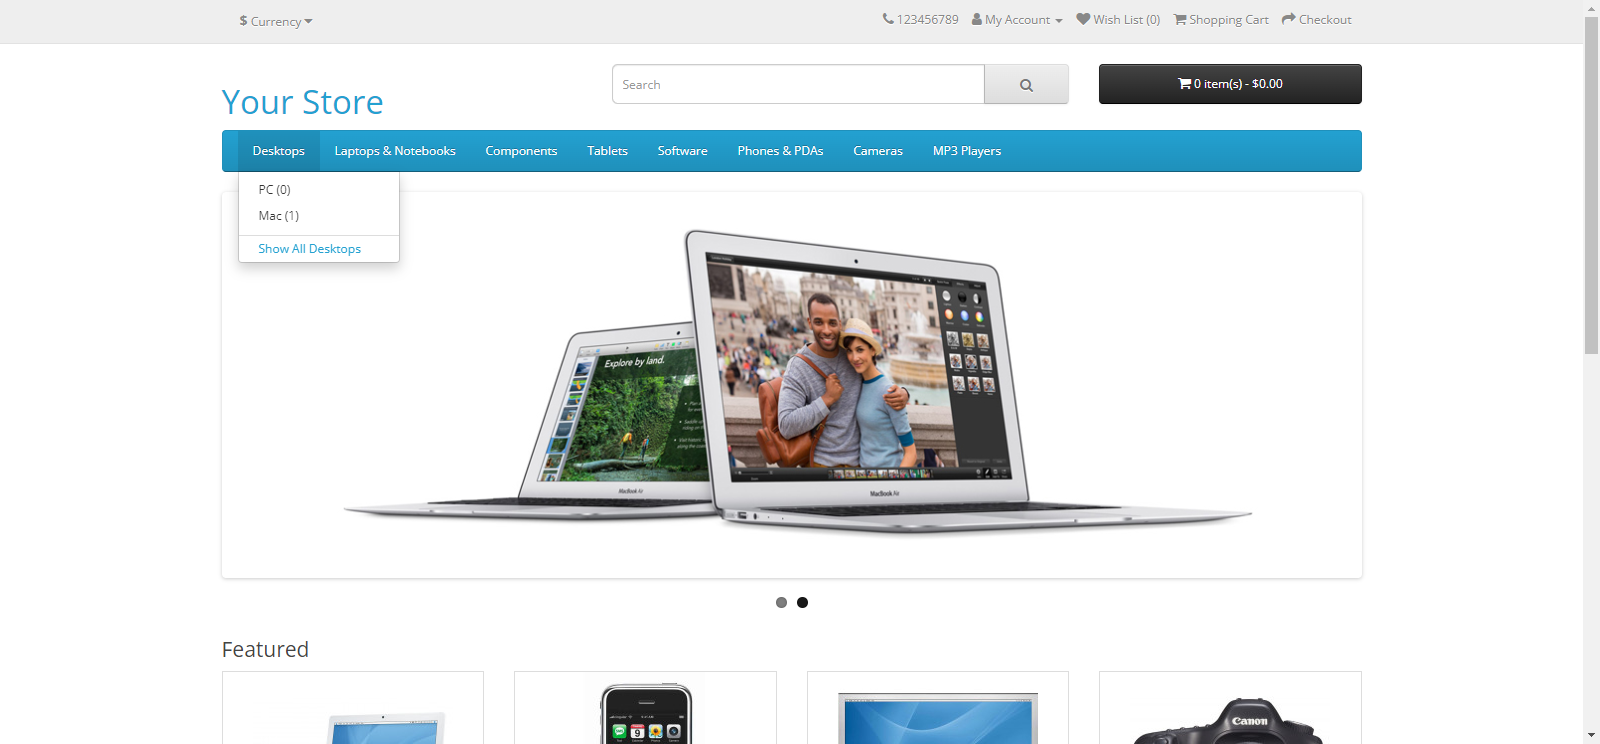 $ Currency
123456789 My Account Wish List (0) Shopping Cart Checkout
Your Store
Search
0 item(s) - $0.00
Desktops Laptops & Notebooks Components Tablets Software Phones & PDAs Cameras MP3 Players
PC (0)
Mac (1)
Show All Desktops
Explore by land.
MacBook Air
MacBook Air
Featured
9
Canon